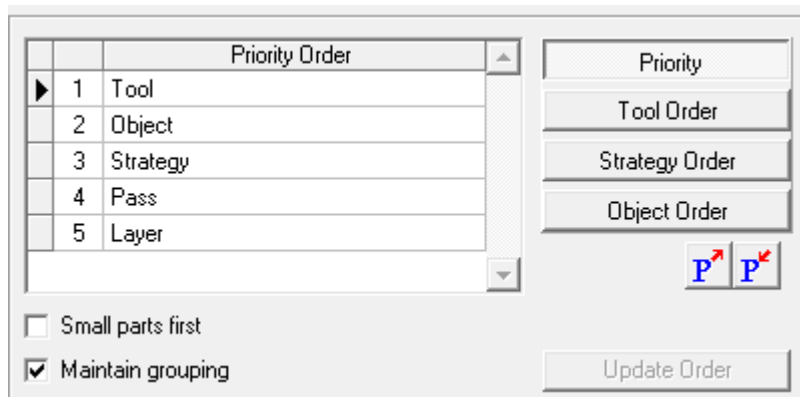 Priority Order
1 Tool
2 Object
3 Strategy
4 Pass
5 Layer
Small parts first
Maintain grouping
Priority
Tool Order
Strategy Order
Object Order
P P
Update Order